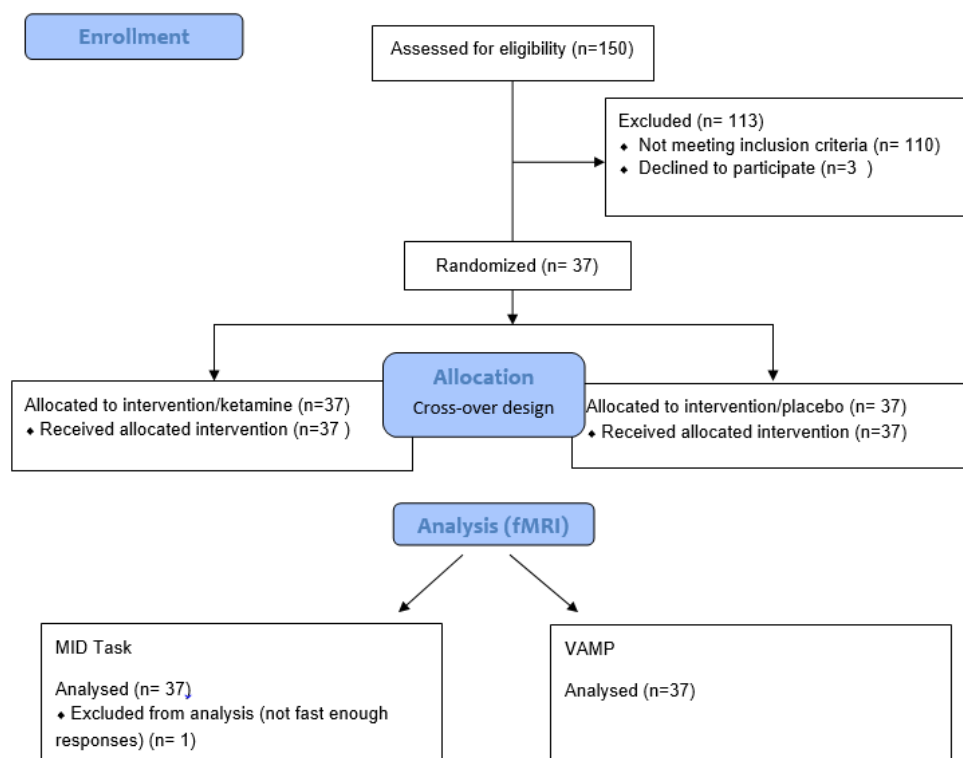 Enrollment
Assessed for eligibility (n=150)
Excluded (n= 113)
⬥ Not meeting inclusion criteria (n= 110)
⬥ Declined to participate (n=3  )
Randomized (n= 37)
Allocation
Cross-over design
Allocated to intervention/ketamine (n=37)
⬥ Received allocated intervention (n=37 )
Allocated to intervention/placebo (n= 37)
⬥ Received allocated intervention (n=37)
Analysis (fMRI)
MID Task
Analysed (n= 37)
⬥ Excluded from analysis (not fast enough
responses) (n= 1)
VAMP
Analysed (n=37)